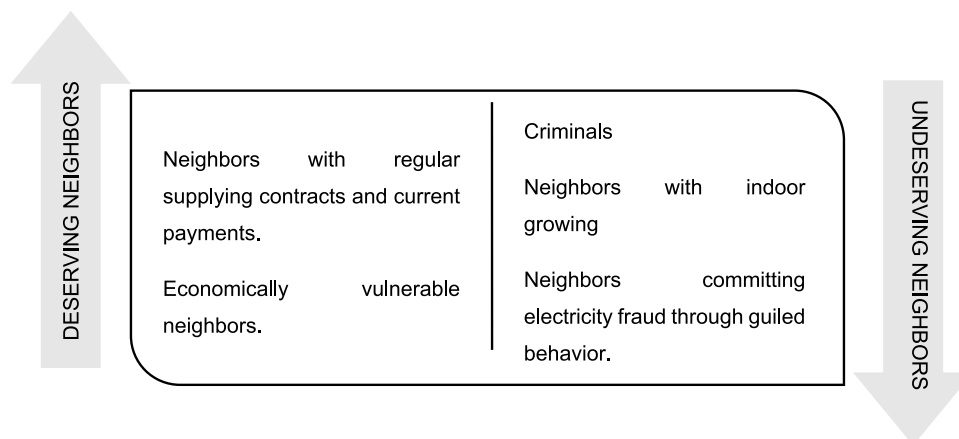 DESERVING NEIGHBORS
Neighbors with regular
supplying contracts and current
payments.
Economically vulnerable
neighbors.
Criminals
Neighbors with indoor
growing
Neighbors committing
electricity fraud through guiled
behavior.
UNDESERVING NEIGHBORS